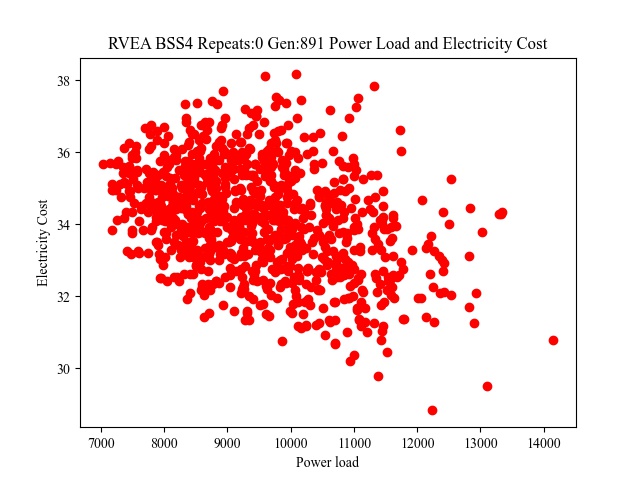 RVEA BSS4 Repeats:0 Gen:891 Power Load and Electricity Cost
38
36
34
32
30
Electricity Cost
7000 8000 9000 10000 11000 12000 13000 14000
Power load